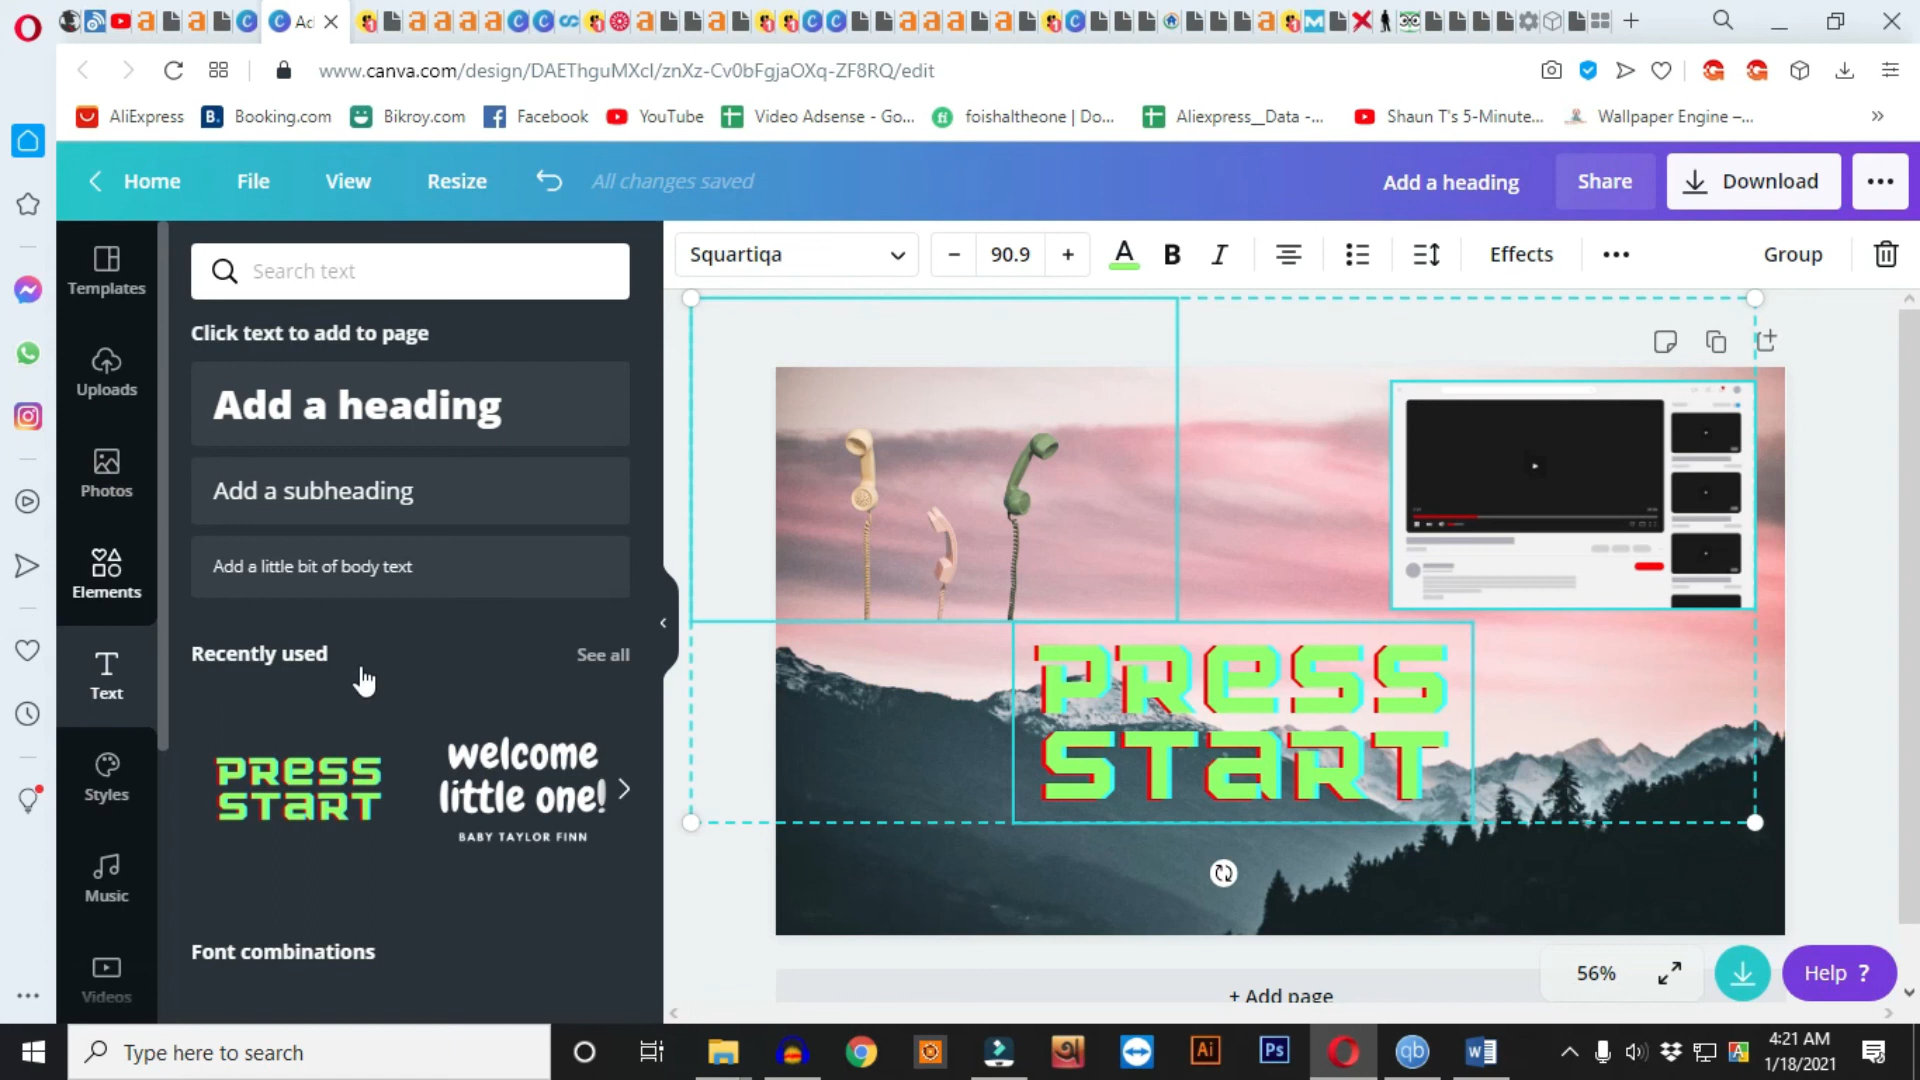 Ad
www.canva.com/design/DAEThguMXcI/znXz-Cv0bFgjaOXq-ZF8RQ/edit
AliExpress
Booking.com
Bikroy.com
Facebook
YouTube
Video Adsense - Go...
foishaltheone | Do...
Aliexpress__Data -...
Shaun T's 5-Minute...
Wallpaper Engine –...
Home
File
View
Resize
All changes saved
Add a heading
Share
Download
Templates
Uploads
Photos
Elements
Text
Styles
Music
Videos
Search text
Click text to add to page
Add a heading
Add a subheading
Add a little bit of body text
Recently used
See all
PRESS
START
welcome
little one!
BABY TAYLOR FINN
Font combinations
Squartiqa
90.9
A
B
I
Effects
Group
PRESS
START
+ Add page
56%
Help ?
Type here to search
Ai
Ps
qb
4:21 AM
1/18/2021